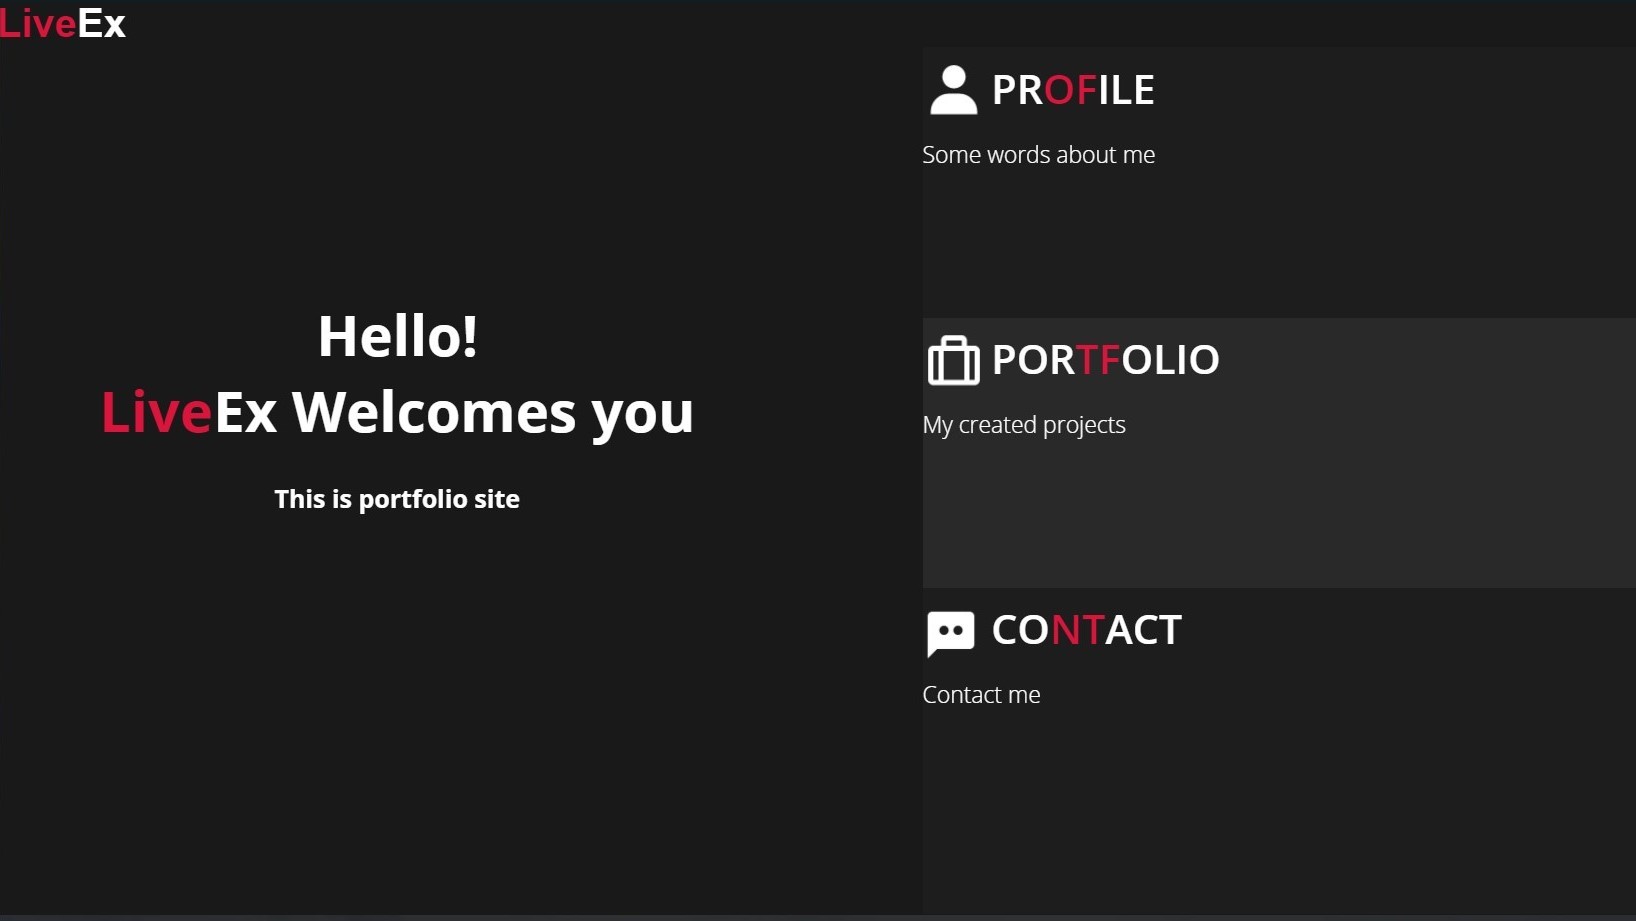 LiveEx
Hello!
LiveEx Welcomes you
This is portfolio site
PROFILE
Some words about me
PORTFOLIO
My created projects
CONTACT
Contact me